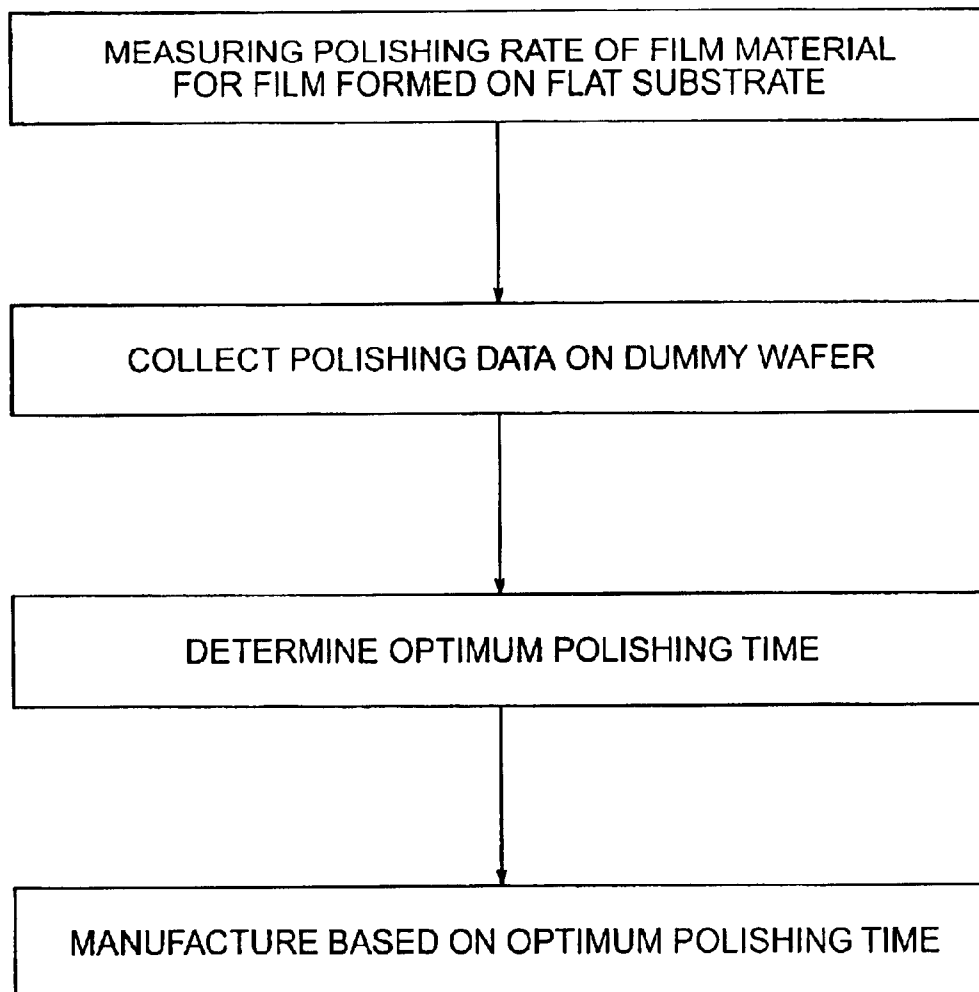 MEASURING POLISHING RATE OF FILM MATERIAL
FOR FILM FORMED ON FLAT SUBSTRATE
COLLECT POLISHING DATA ON DUMMY WAFER
DETERMINE OPTIMUM POLISHING TIME
MANUFACTURE BASED ON OPTIMUM POLISHING TIME